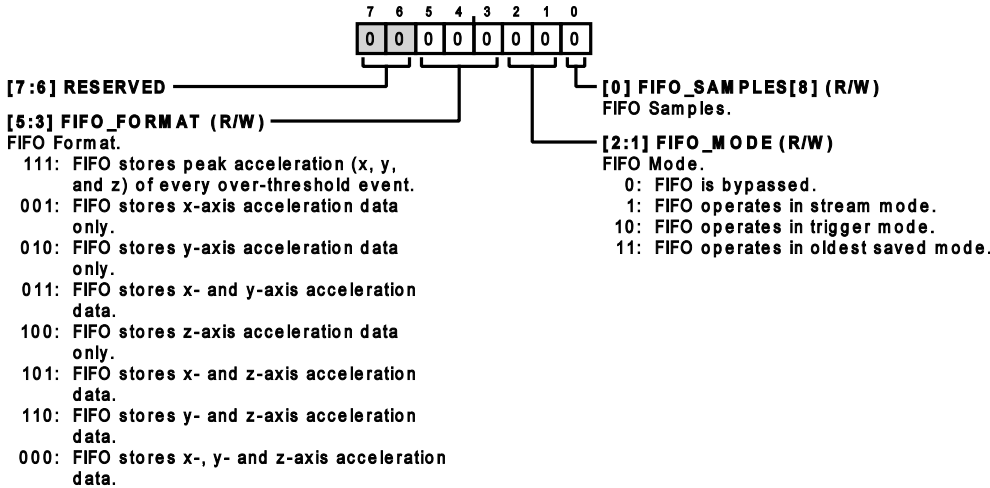 7 6 5 4 3 2 1 0
0 0 0 0 0 0 0 0
[7:6] RESERVED
[5:3] FIFO_FORMAT (R/W)
FIFO Format.
111: FIFO stores peak acceleration (x, y,
and z) of every over-threshold event.
001: FIFO stores x-axis acceleration data
only.
010: FIFO stores y-axis acceleration data
only.
011: FIFO stores x- and y-axis acceleration
data.
100: FIFO stores z-axis acceleration data
only.
101: FIFO stores x- and z-axis acceleration
data.
110: FIFO stores y- and z-axis acceleration
data.
000: FIFO stores x-, y- and z-axis acceleration
data.
[0] FIFO_SAMPLES[8] (R/W)
FIFO Samples.
[2:1] FIFO_MODE (R/W)
FIFO Mode.
0: FIFO is bypassed.
1: FIFO operates in stream mode.
10: FIFO operates in trigger mode.
11: FIFO operates in oldest saved mode.